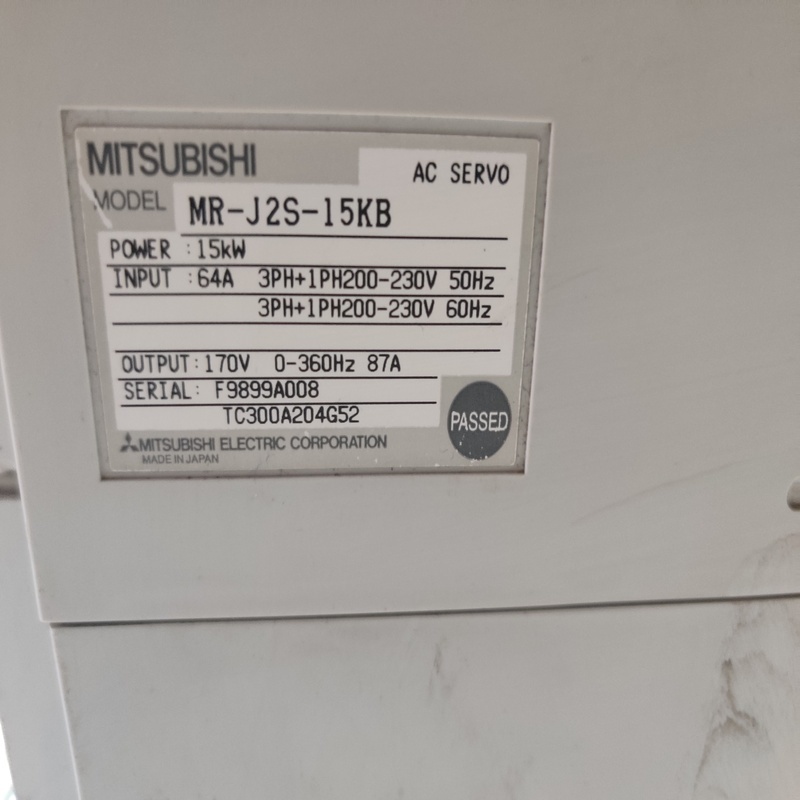 MITSUBISHI
AC SERVO
MODEL MR-J2S-15KB
POWER :15kW
INPUT :64A 3PH+1PH200-230V 50Hz
3PH+1PH200-230V 60Hz
OUTPUT:170V 0-360Hz 87A
SERIAL: F9899A008
TC300A204G52
PASSED
MITSUBISHI ELECTRIC CORPORATION
MADE IN JAPAN